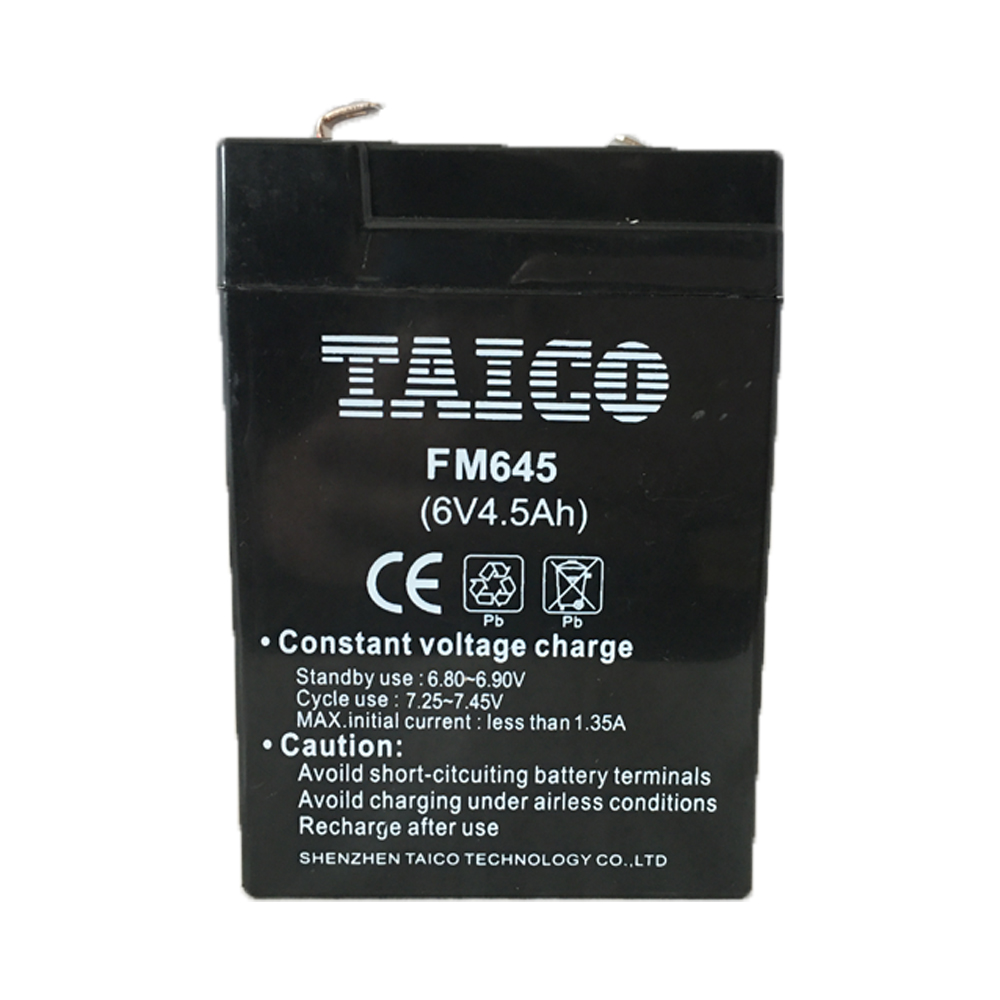 TAICO
FM645
(6V4.5Ah)
CE
Pb Pb
• Constant voltage charge
Standby use : 6.80~6.90V
Cycle use : 7.25~7.45V
MAX.initial current : less than 1.35A
• Caution:
Avoild short-citcuiting battery terminals
Avoild charging under airless conditions
Recharge after use
SHENZHEN TAICO TECHNOLOGY CO.,LTD